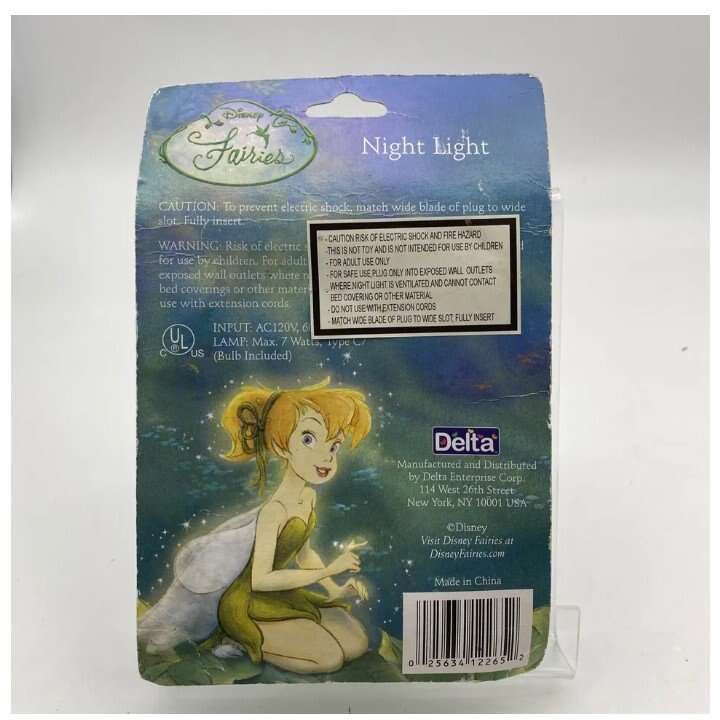 Disney
Fairies
Night Light
CAUTION: To prevent electric shock, match wide blade of plug to wide
slot. Fully insert.
WARNING: Risk of electric
for use by children. For adult
exposed wall outlets where
bed coverings or other
use with extension cords.
- CAUTION RISK OF ELECTRIC SHOCK AND FIRE HAZARD
-THIS IS NOT TOY AND IS NOT INTENDED FOR USE BY CHILDREN
- FOR ADULT USE ONLY
- FOR SAFE USE,PLUG ONLY INTO EXPOSED WALL OUTLETS
WHERE NIGHT LIGHT IS VENTILATED AND CANNOT CONTACT
BED COVERING OR OTHER MATERIAL
- DO NOT USE WITH EXTENSION CORDS
- MATCH WIDE BLADE OF PLUG TO WIDE SLOT, FULLY INSERT
C UL US
INPUT: AC120V,
LAMP: Max. 7 Watts, Type C7
(Bulb Included)
Delta
Manufactured and Distributed
by Delta Enterprise Corp.
114 West 26th Street
New York, NY 10001 USA
©Disney
Visit Disney Fairies at
DisneyFairies.com
Made in China
0 25634 12265 2